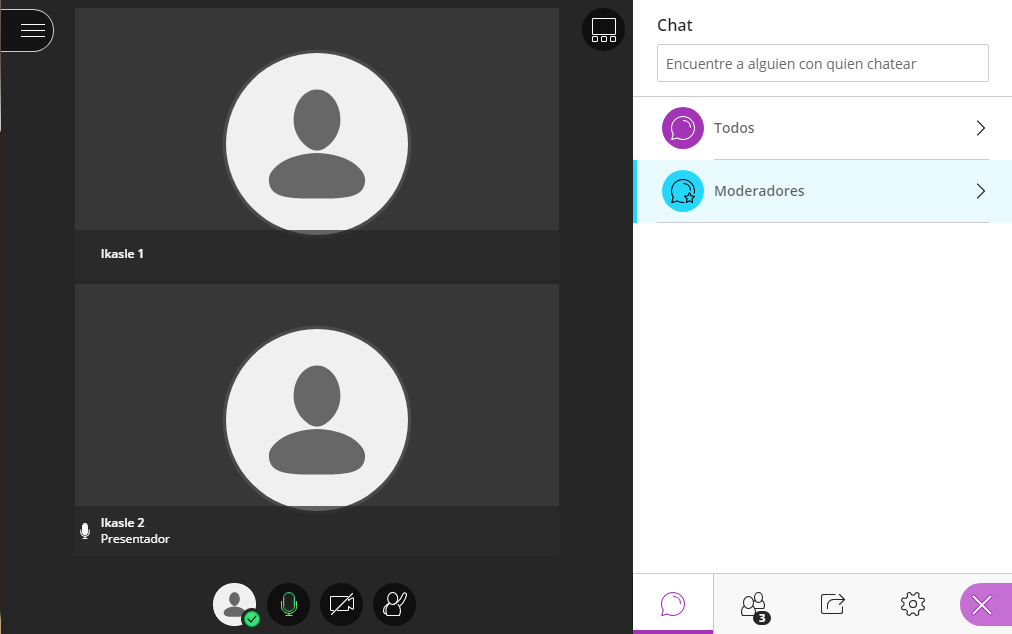 Chat
Encuentre a alguien con quien chatear
Todos
Moderadores
Ikasle 1
Ikasle 2
Presentador
3